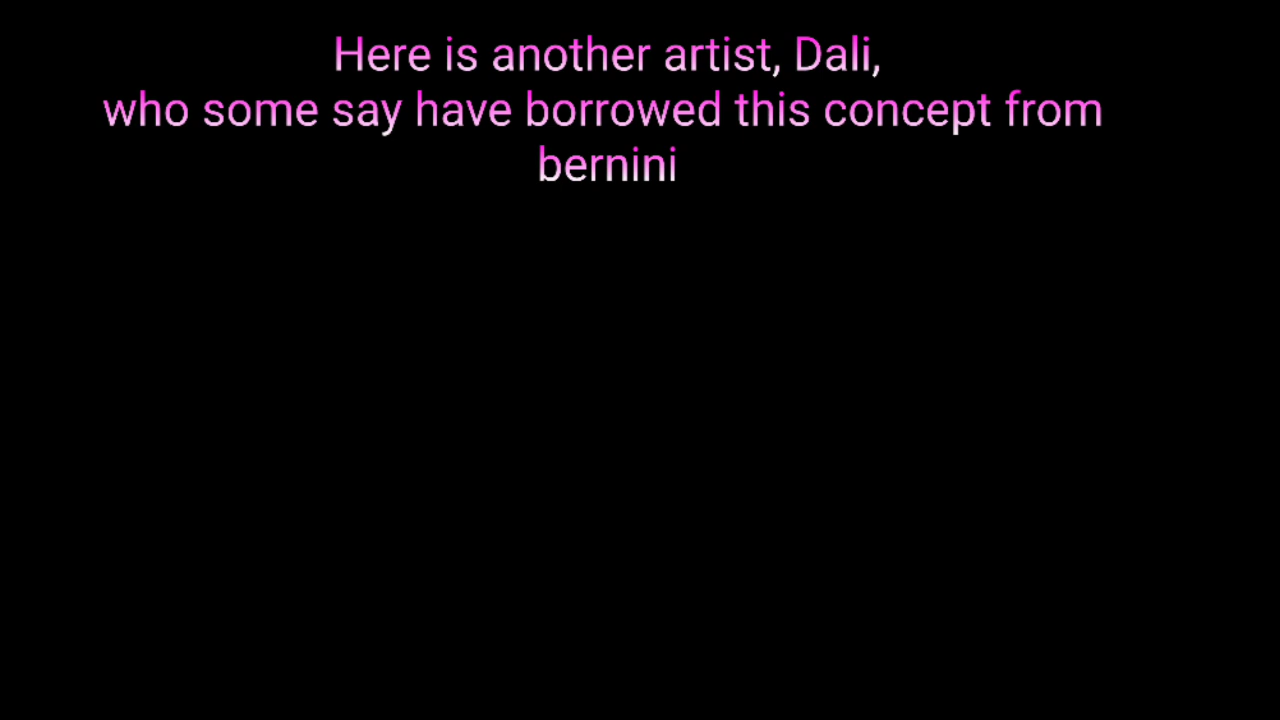 Here is another artist, Dali,
who some say have borrowed this concept from
bernini